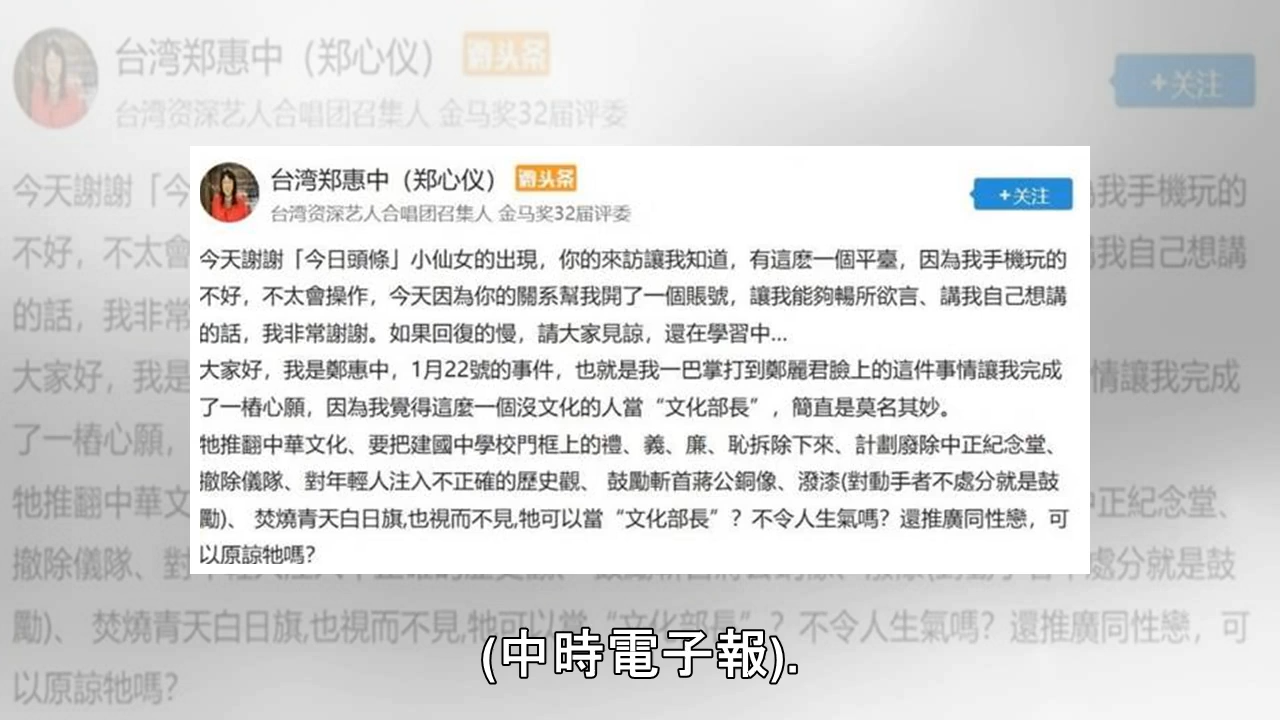 台湾郑惠中（郑心仪） 微头条
+关注
台湾资深艺人合唱团召集人 金马奖32届评委
今天謝謝「今日頭條」小仙女的出現，你的來訪讓我知道，有這麼一個平臺，因為我手機玩的
不好，不太會操作，今天因為你的關系幫我開了一個賬號，讓我能夠暢所欲言、講我自己想講
的話，我非常謝謝。如果回復的慢，請大家見諒，還在學習中...
大家好，我是鄭惠中，1月22號的事件，也就是我一巴掌打到鄭麗君臉上的這件事情讓我完成
了一樁心願，因為我覺得這麼一個沒文化的人當“文化部長”，簡直是莫名其妙。
牠推翻中華文化、要把建國中學校門框上的禮、義、廉、恥拆除下來、計劃廢除中正紀念堂、
撤除儀隊、對年輕人注入不正確的歷史觀、 鼓勵斬首蔣公銅像、潑漆(對動手者不處分就是鼓
勵)、 焚燒青天白日旗,也視而不見,牠可以當“文化部長”？不令人生氣嗎？還推廣同性戀，可
以原諒牠嗎？
(中時電子報).